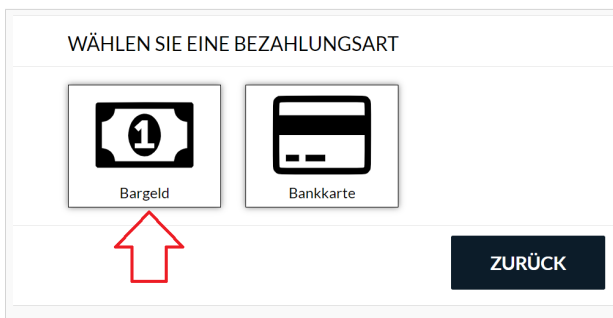 WÄHLEN SIE EINE BEZAHLUNGSART
1
Bargeld
Bankkarte
ZURÜCK